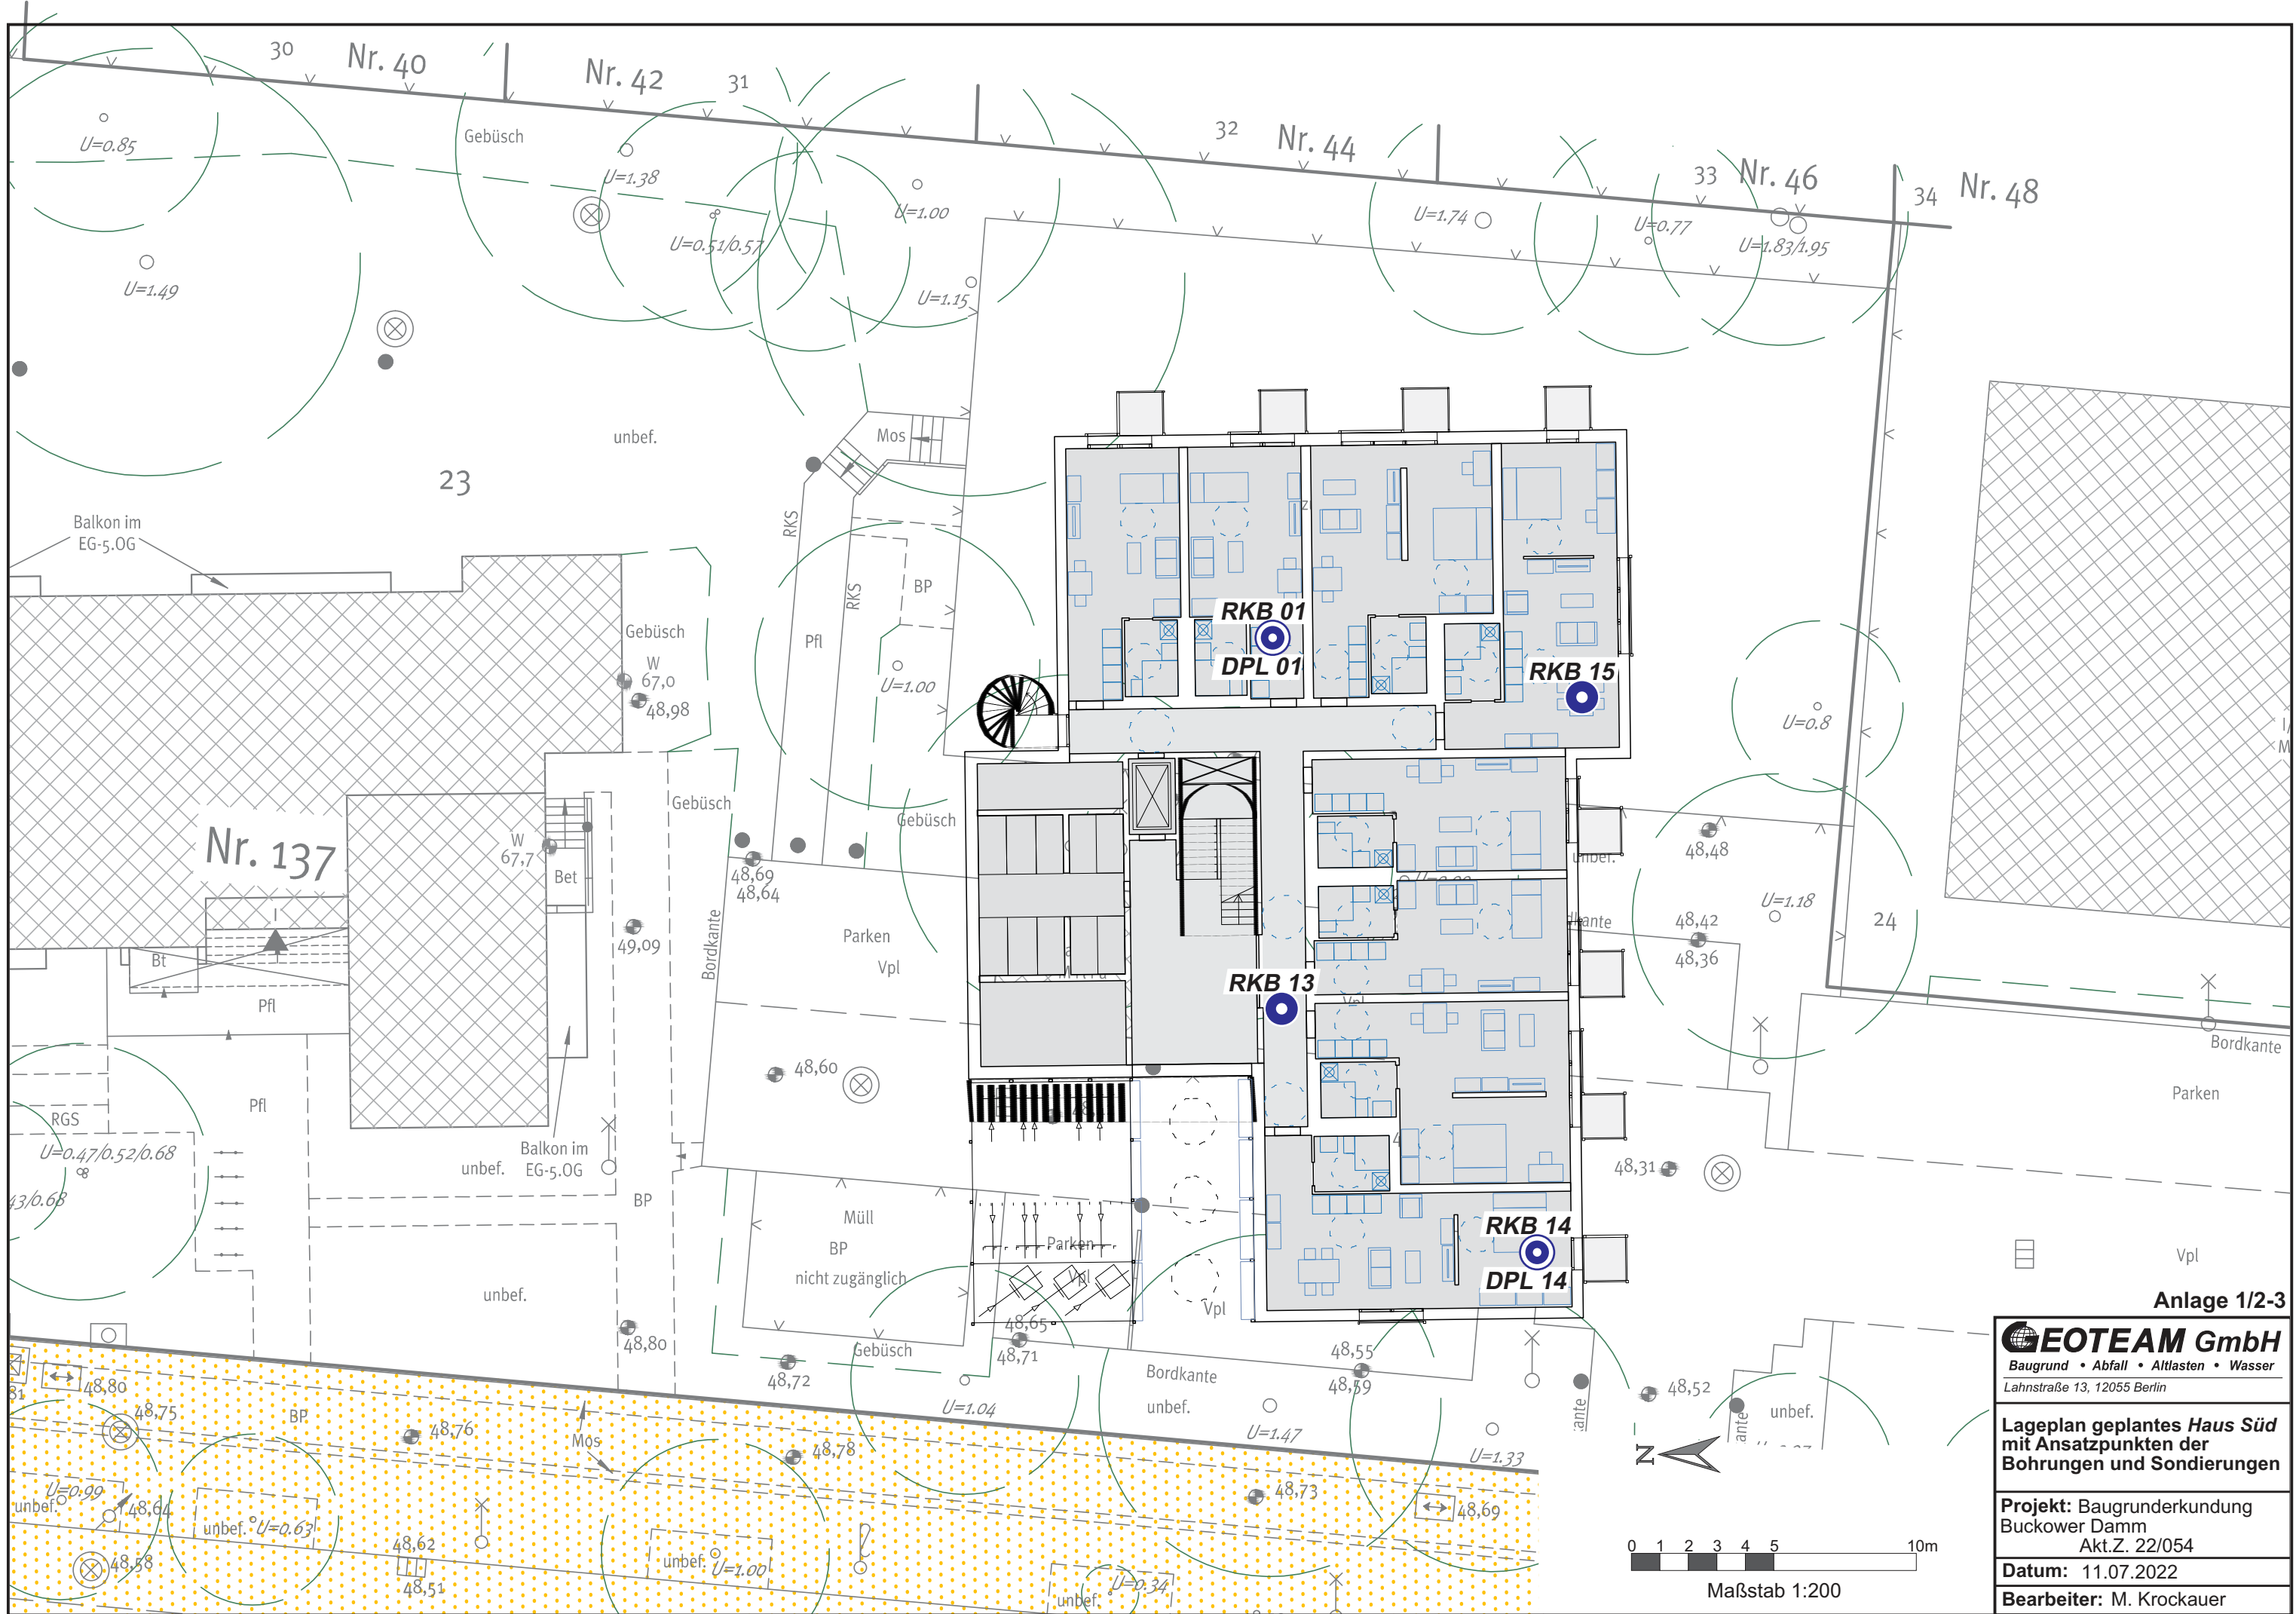 30
Nr. 40
Nr. 42
31
32
Nr. 44
33
Nr. 46
34
Nr. 48
U=0.85
Gebüsch
U=1.38
U=0.51/0.57
U=1.00
U=1.74
U=0.77
U=1.83/1.95
U=1.49
U=1.15
unbef.
Mos
23
Balkon im
EG-5.OG
RKS
RKS
BP
Pfl
Gebüsch
W
67,0
48,98
U=1.00
RKB 01
DPL 01
RKB 15
U=0.8
Nr. 137
W
67,7
Bet
Gebüsch
Gebüsch
48,69
48,64
unbef.
48,48
U=1.18
24
48,42
48,36
49,09
Bordkante
Parken
Vpl
RKB 13
Vpl
Bt
Pfl
Bordkante
48,60
Parken
RGS
Pfl
U=0.47/0.52/0.68
43/0.68
unbef.
Balkon im
EG-5.OG
BP
48,31
Müll
BP
nicht zugänglich
Parken
Vpl
Vpl
RKB 14
DPL 14
Vpl
unbef.
48,80
Gebüsch
48,65
48,71
48,72
Bordkante
unbef.
48,55
48,59
48,52
unbef.
ante
U=1.04
U=1.47
U=1.33
81
48,80
48,75
BP
48,76
Mos
48,78
48,73
48,69
U=0.99
unbef.
48,64
unbef.
U=0.63
48,58
48,62
48,51
unbef.
U=1.00
U=0.34
unbef.
N
0 1 2 3 4 5 10m
Maßstab 1:200
Anlage 1/2-3
GEOTEAM GmbH
Baugrund • Abfall • Altlasten • Wasser
Lahnstraße 13, 12055 Berlin
Lageplan geplantes Haus Süd
mit Ansatzpunkten der
Bohrungen und Sondierungen
Projekt: Baugrunderkundung
Buckower Damm
Akt.Z. 22/054
Datum: 11.07.2022
Bearbeiter: M. Krockauer